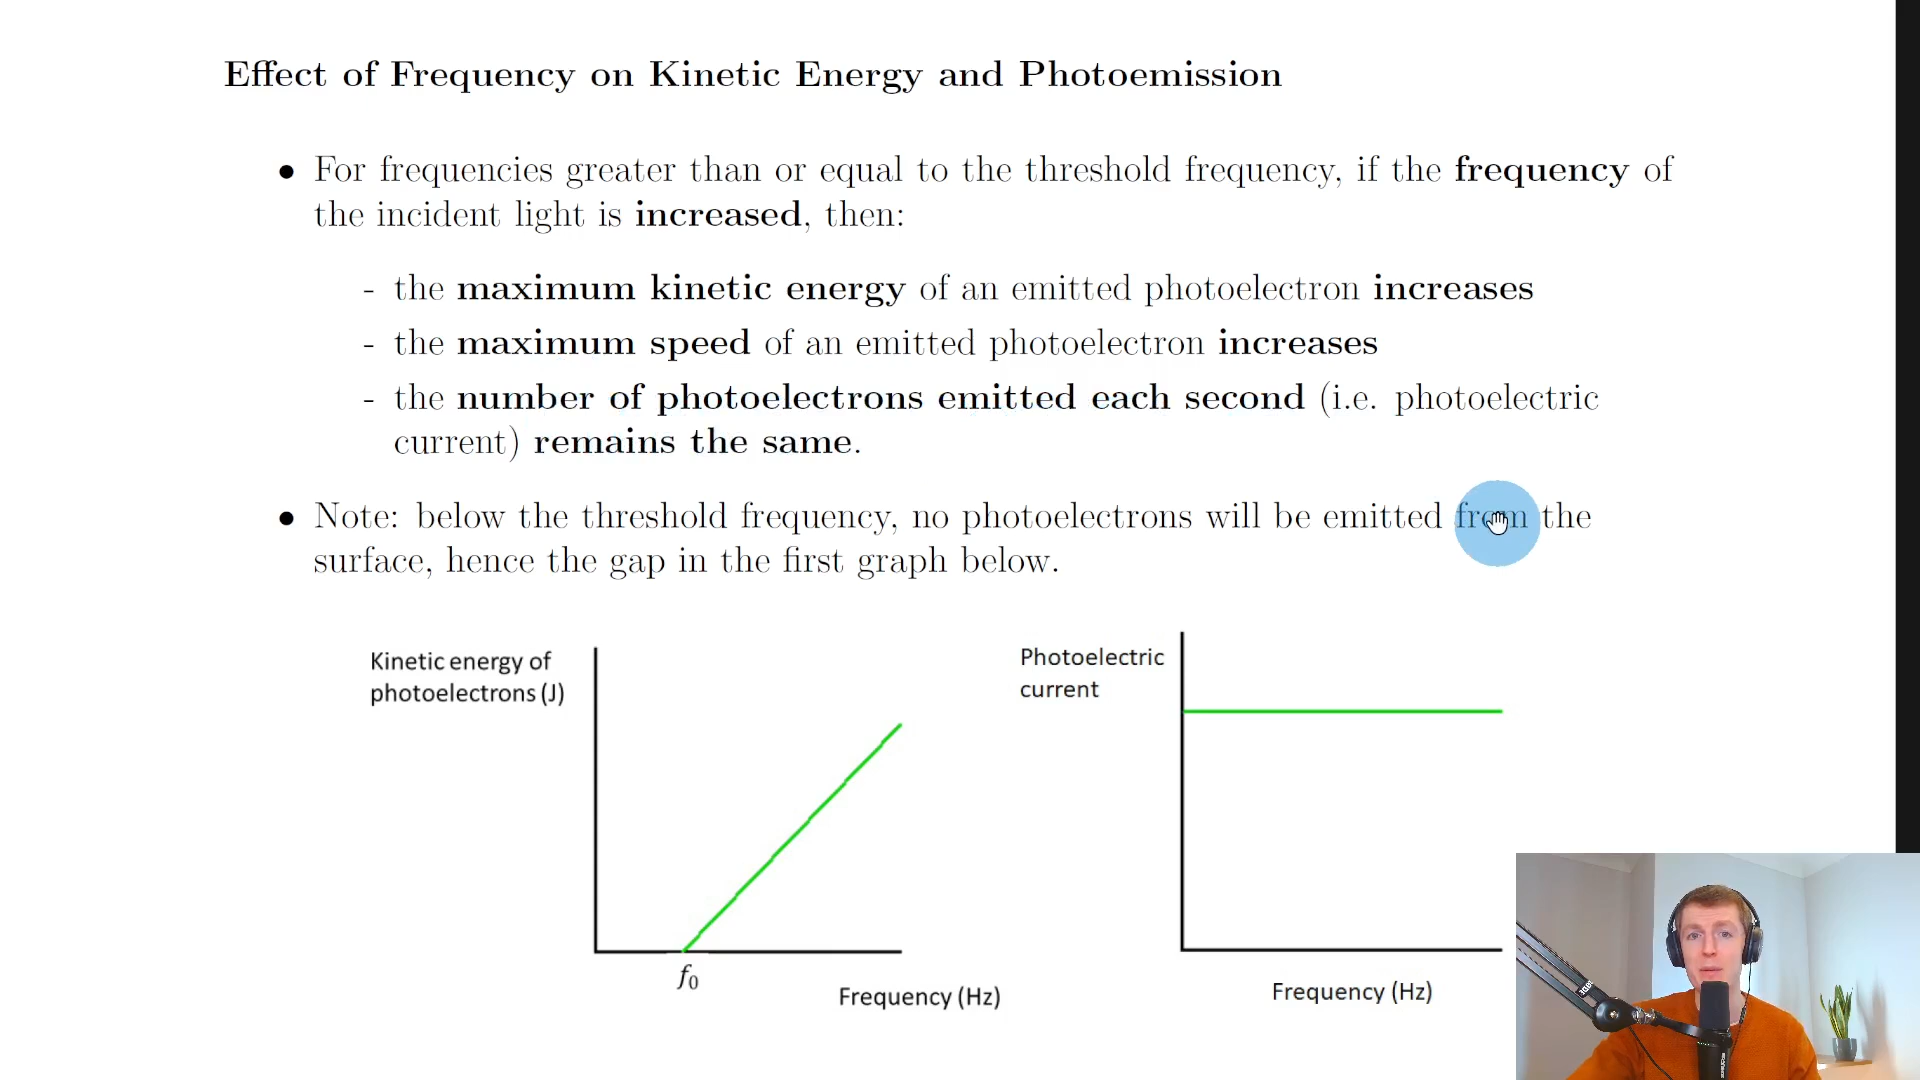 Effect of Frequency on Kinetic Energy and Photoemission
• For frequencies greater than or equal to the threshold frequency, if the frequency of
the incident light is increased, then:
- the maximum kinetic energy of an emitted photoelectron increases
- the maximum speed of an emitted photoelectron increases
- the number of photoelectrons emitted each second (i.e. photoelectric
current) remains the same.
• Note: below the threshold frequency, no photoelectrons will be emitted from the
surface, hence the gap in the first graph below.
Kinetic energy of
photoelectrons (J)
f₀
Frequency (Hz)
Photoelectric
current
Frequency (Hz)